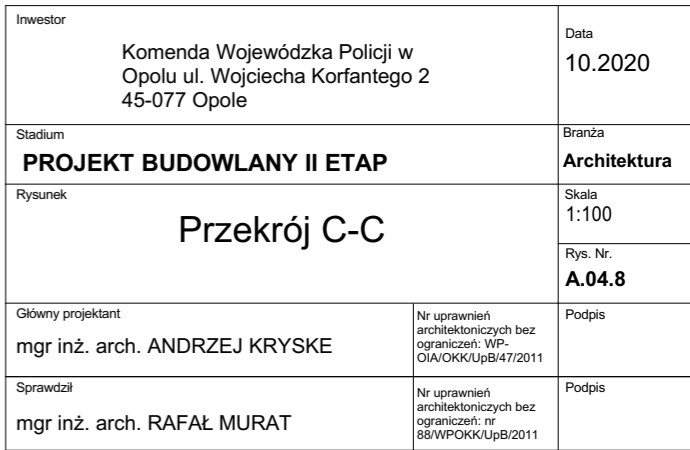 Inwestor
Komenda Wojewódzka Policji w
Opolu ul. Wojciecha Korfantego 2
45-077 Opole
Data
10.2020
Stadium
PROJEKT BUDOWLANY II ETAP
Branża
Architektura
Rysunek
Przekrój C-C
Skala
1:100
Rys. Nr.
A.04.8
Główny projektant
mgr inż. arch. ANDRZEJ KRYSKE
Nr uprawnień
architektoniczych bez
ograniczeń: WP-
OIA/OKK/UpB/47/2011
Podpis
Sprawdził
mgr inż. arch. RAFAŁ MURAT
Nr uprawnień
architektoniczych bez
ograniczeń: nr
88/WPOKK/UpB/2011
Podpis